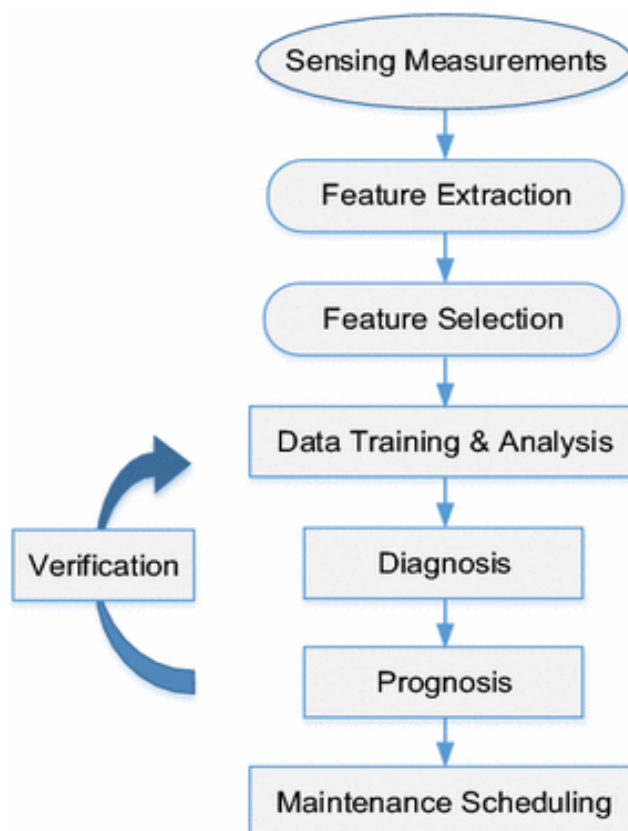 Sensing Measurements
Feature Extraction
Feature Selection
Data Training & Analysis
Verification
Diagnosis
Prognosis
Maintenance Scheduling